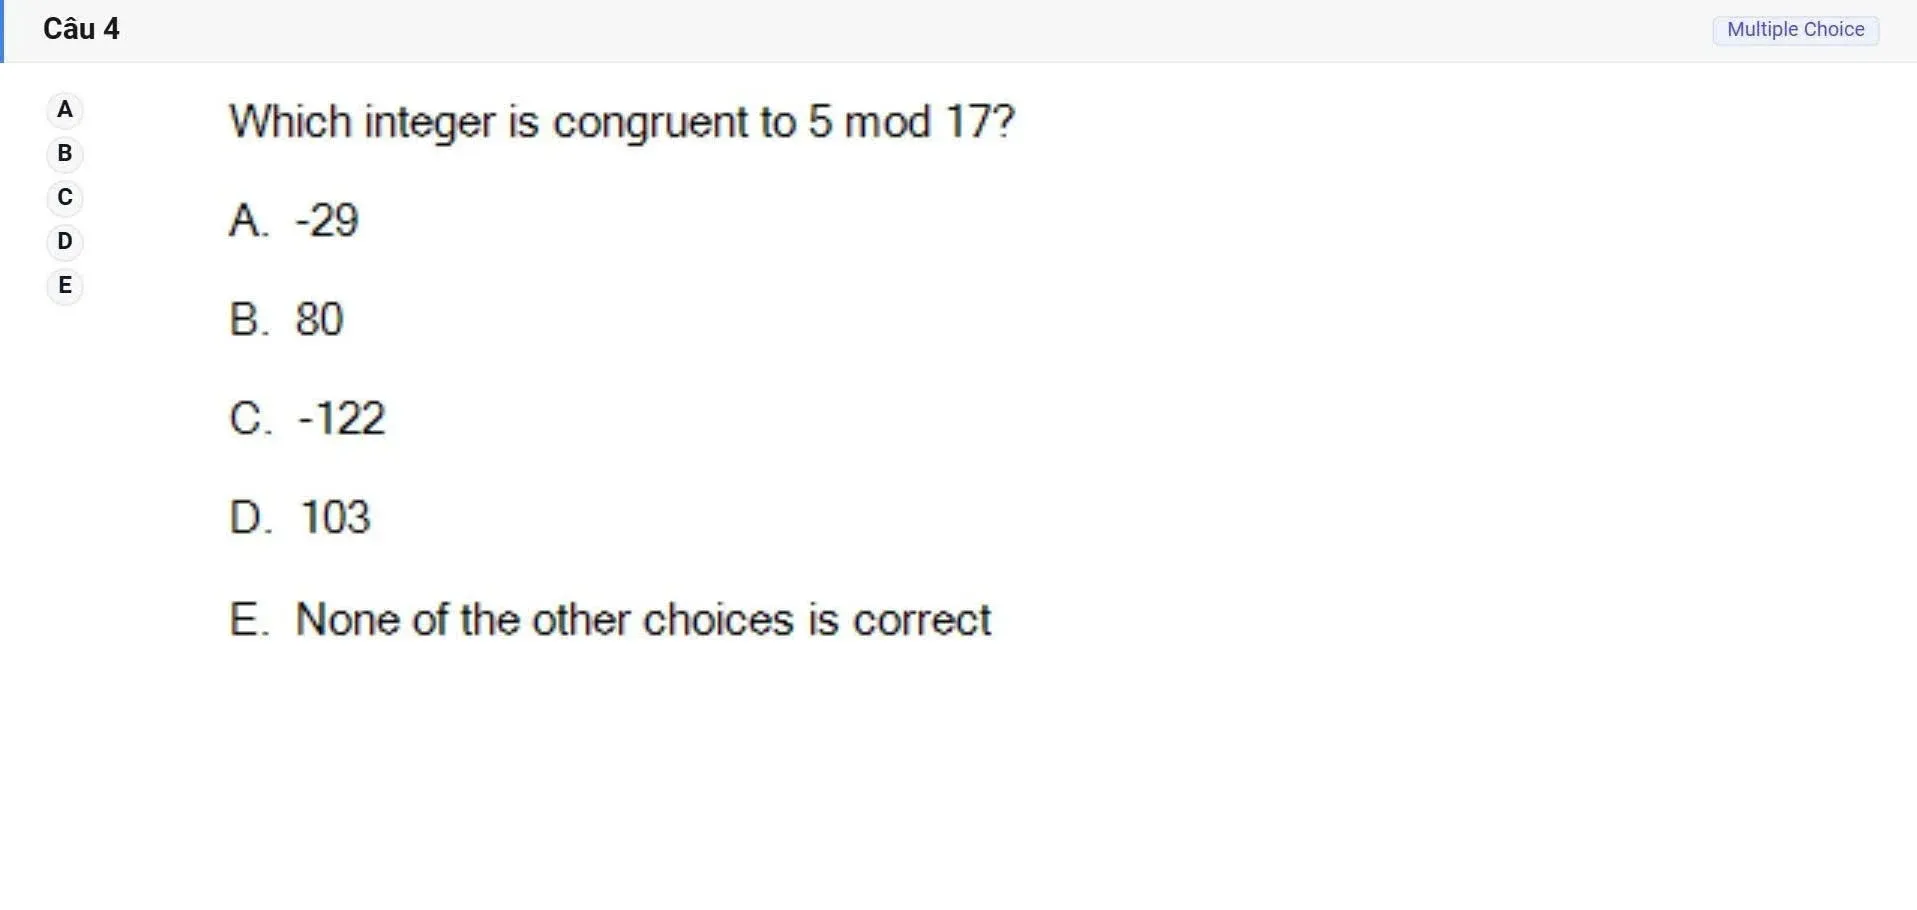 Câu 4
Multiple Choice
A
B
C
D
E
Which integer is congruent to 5 mod 17?
A. -29
B. 80
C. -122
D. 103
E. None of the other choices is correct